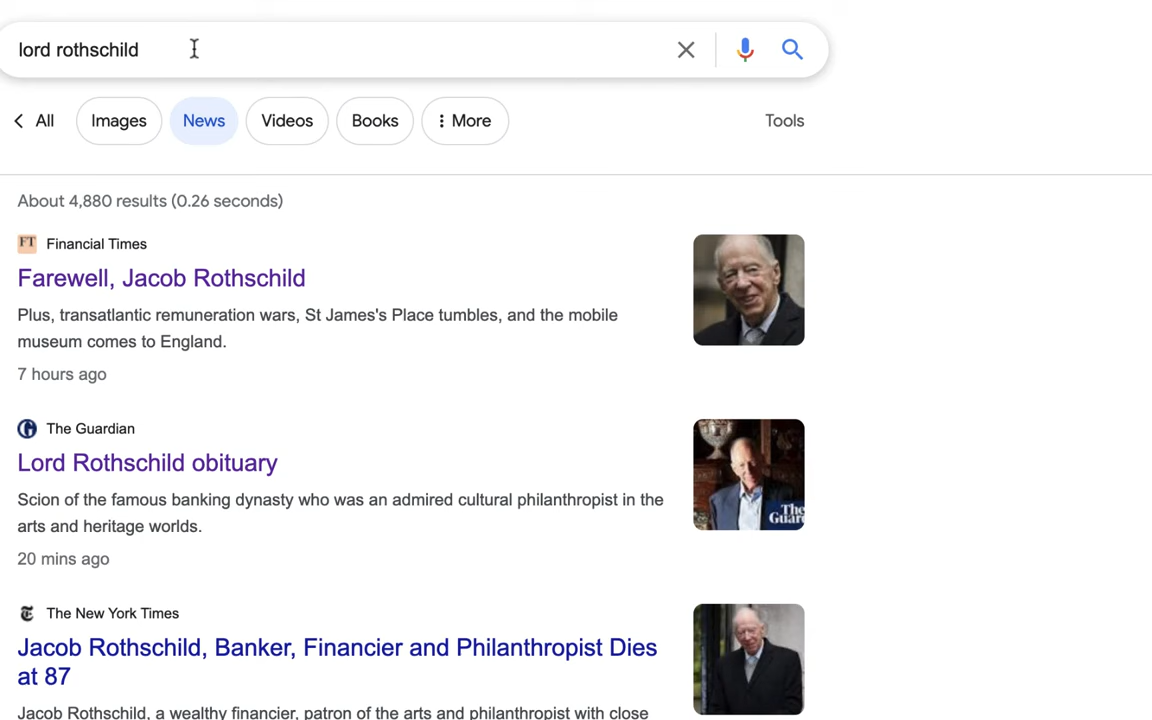 lord rothschild
All Images News Videos Books More Tools
About 4,880 results (0.26 seconds)
FT Financial Times
Farewell, Jacob Rothschild
Plus, transatlantic remuneration wars, St James's Place tumbles, and the mobile
museum comes to England.
7 hours ago
The Guardian
Lord Rothschild obituary
Scion of the famous banking dynasty who was an admired cultural philanthropist in the
arts and heritage worlds.
The
Guar
20 mins ago
The New York Times
Jacob Rothschild, Banker, Financier and Philanthropist Dies
at 87
Jacob Rothschild, a wealthy financier, patron of the arts and philanthropist with close